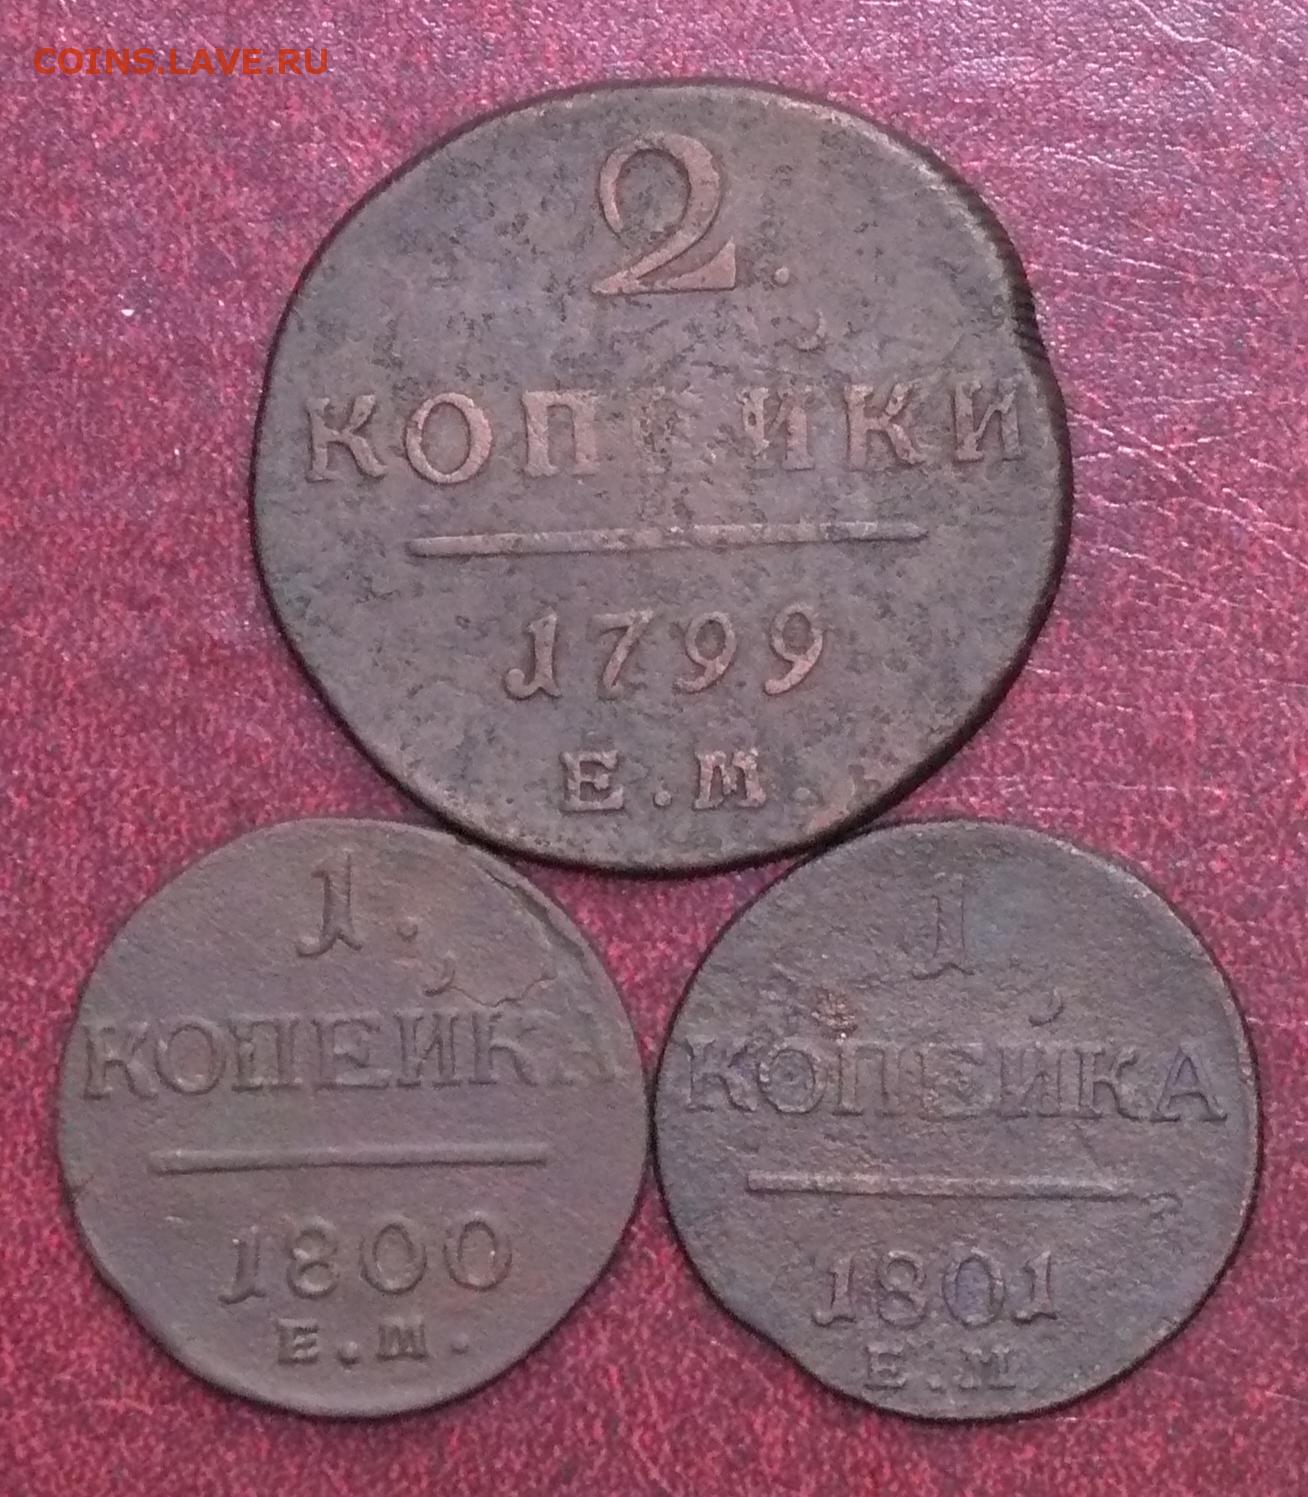 COINS.LAVE.RU
2.
КОПЕЙКИ
1799
Е.М.
1.
КОПЕЙКА
1800
Е.М.
1.
КОПЕЙКА
1801
Е.М.